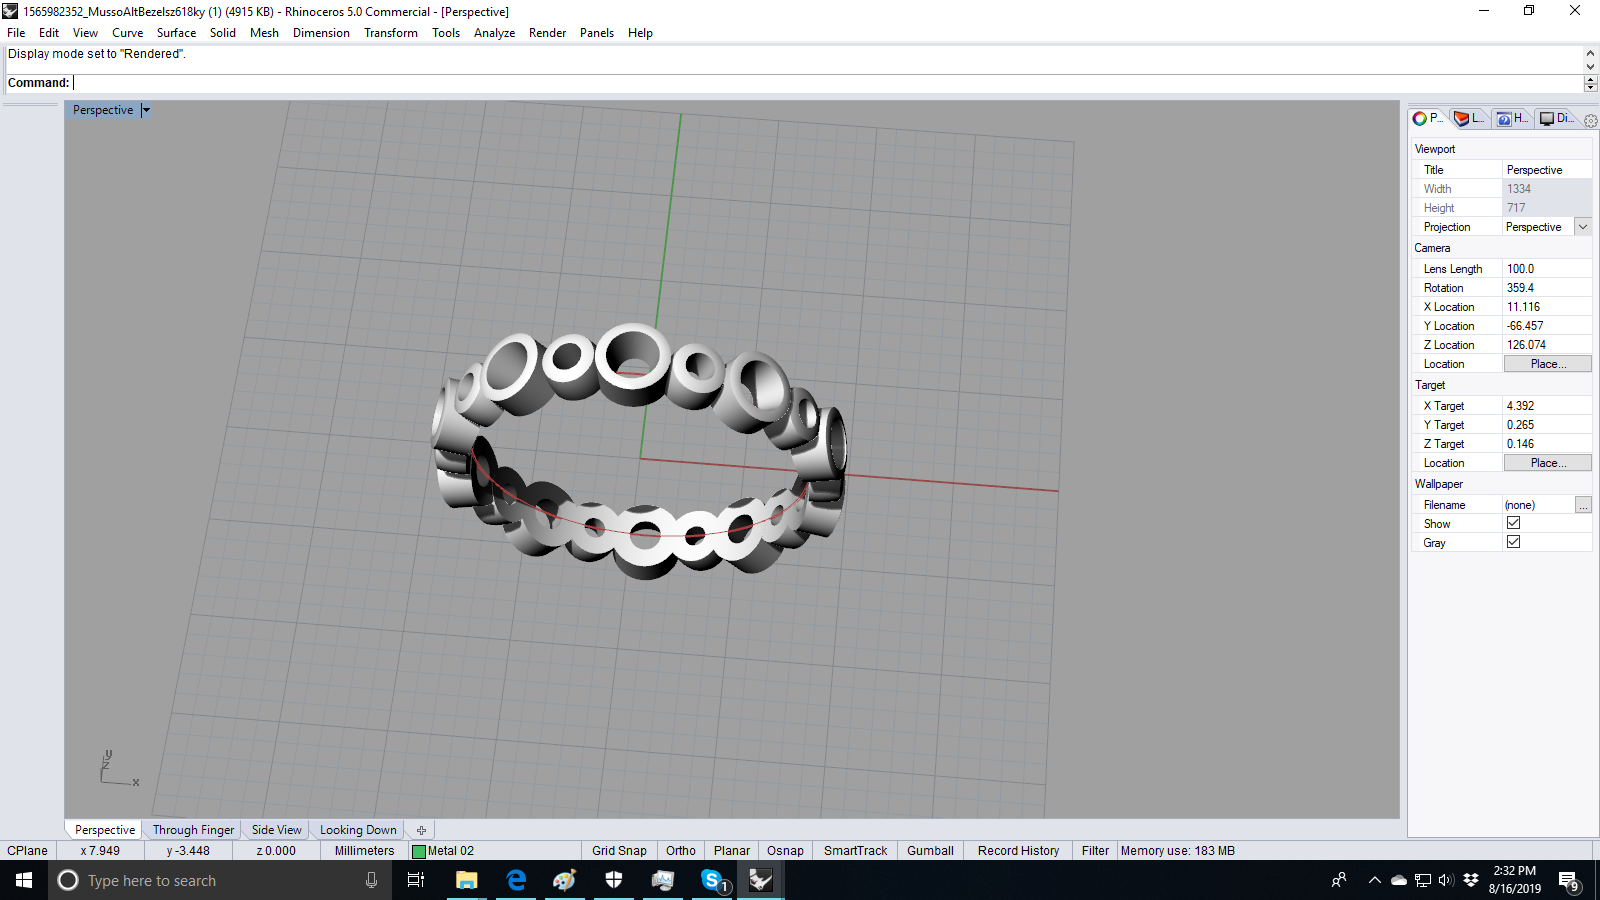 1565982352_MussoAltBezelsz618ky (1) (4915 KB) - Rhinoceros 5.0 Commercial - [Perspective]
File Edit View Curve Surface Solid Mesh Dimension Transform Tools Analyze Render Panels Help
Display mode set to "Rendered".
Command:
Perspective
P... L... H... Di...
Viewport
Title Perspective
Width 1334
Height 717
Projection Perspective
Camera
Lens Length 100.0
Rotation 359.4
X Location 11.116
Y Location -66.457
Z Location 126.074
Location Place...
Target
X Target 4.392
Y Target 0.265
Z Target 0.146
Location Place...
Wallpaper
Filename (none) ...
Show
Gray
y
z
x
Perspective Through Finger Side View Looking Down
CPlane x 7.949 y -3.448 z 0.000 Millimeters Metal 02 Grid Snap Ortho Planar Osnap SmartTrack Gumball Record History Filter Memory use: 183 MB
Type here to search
1
2:32 PM
8/16/2019
9